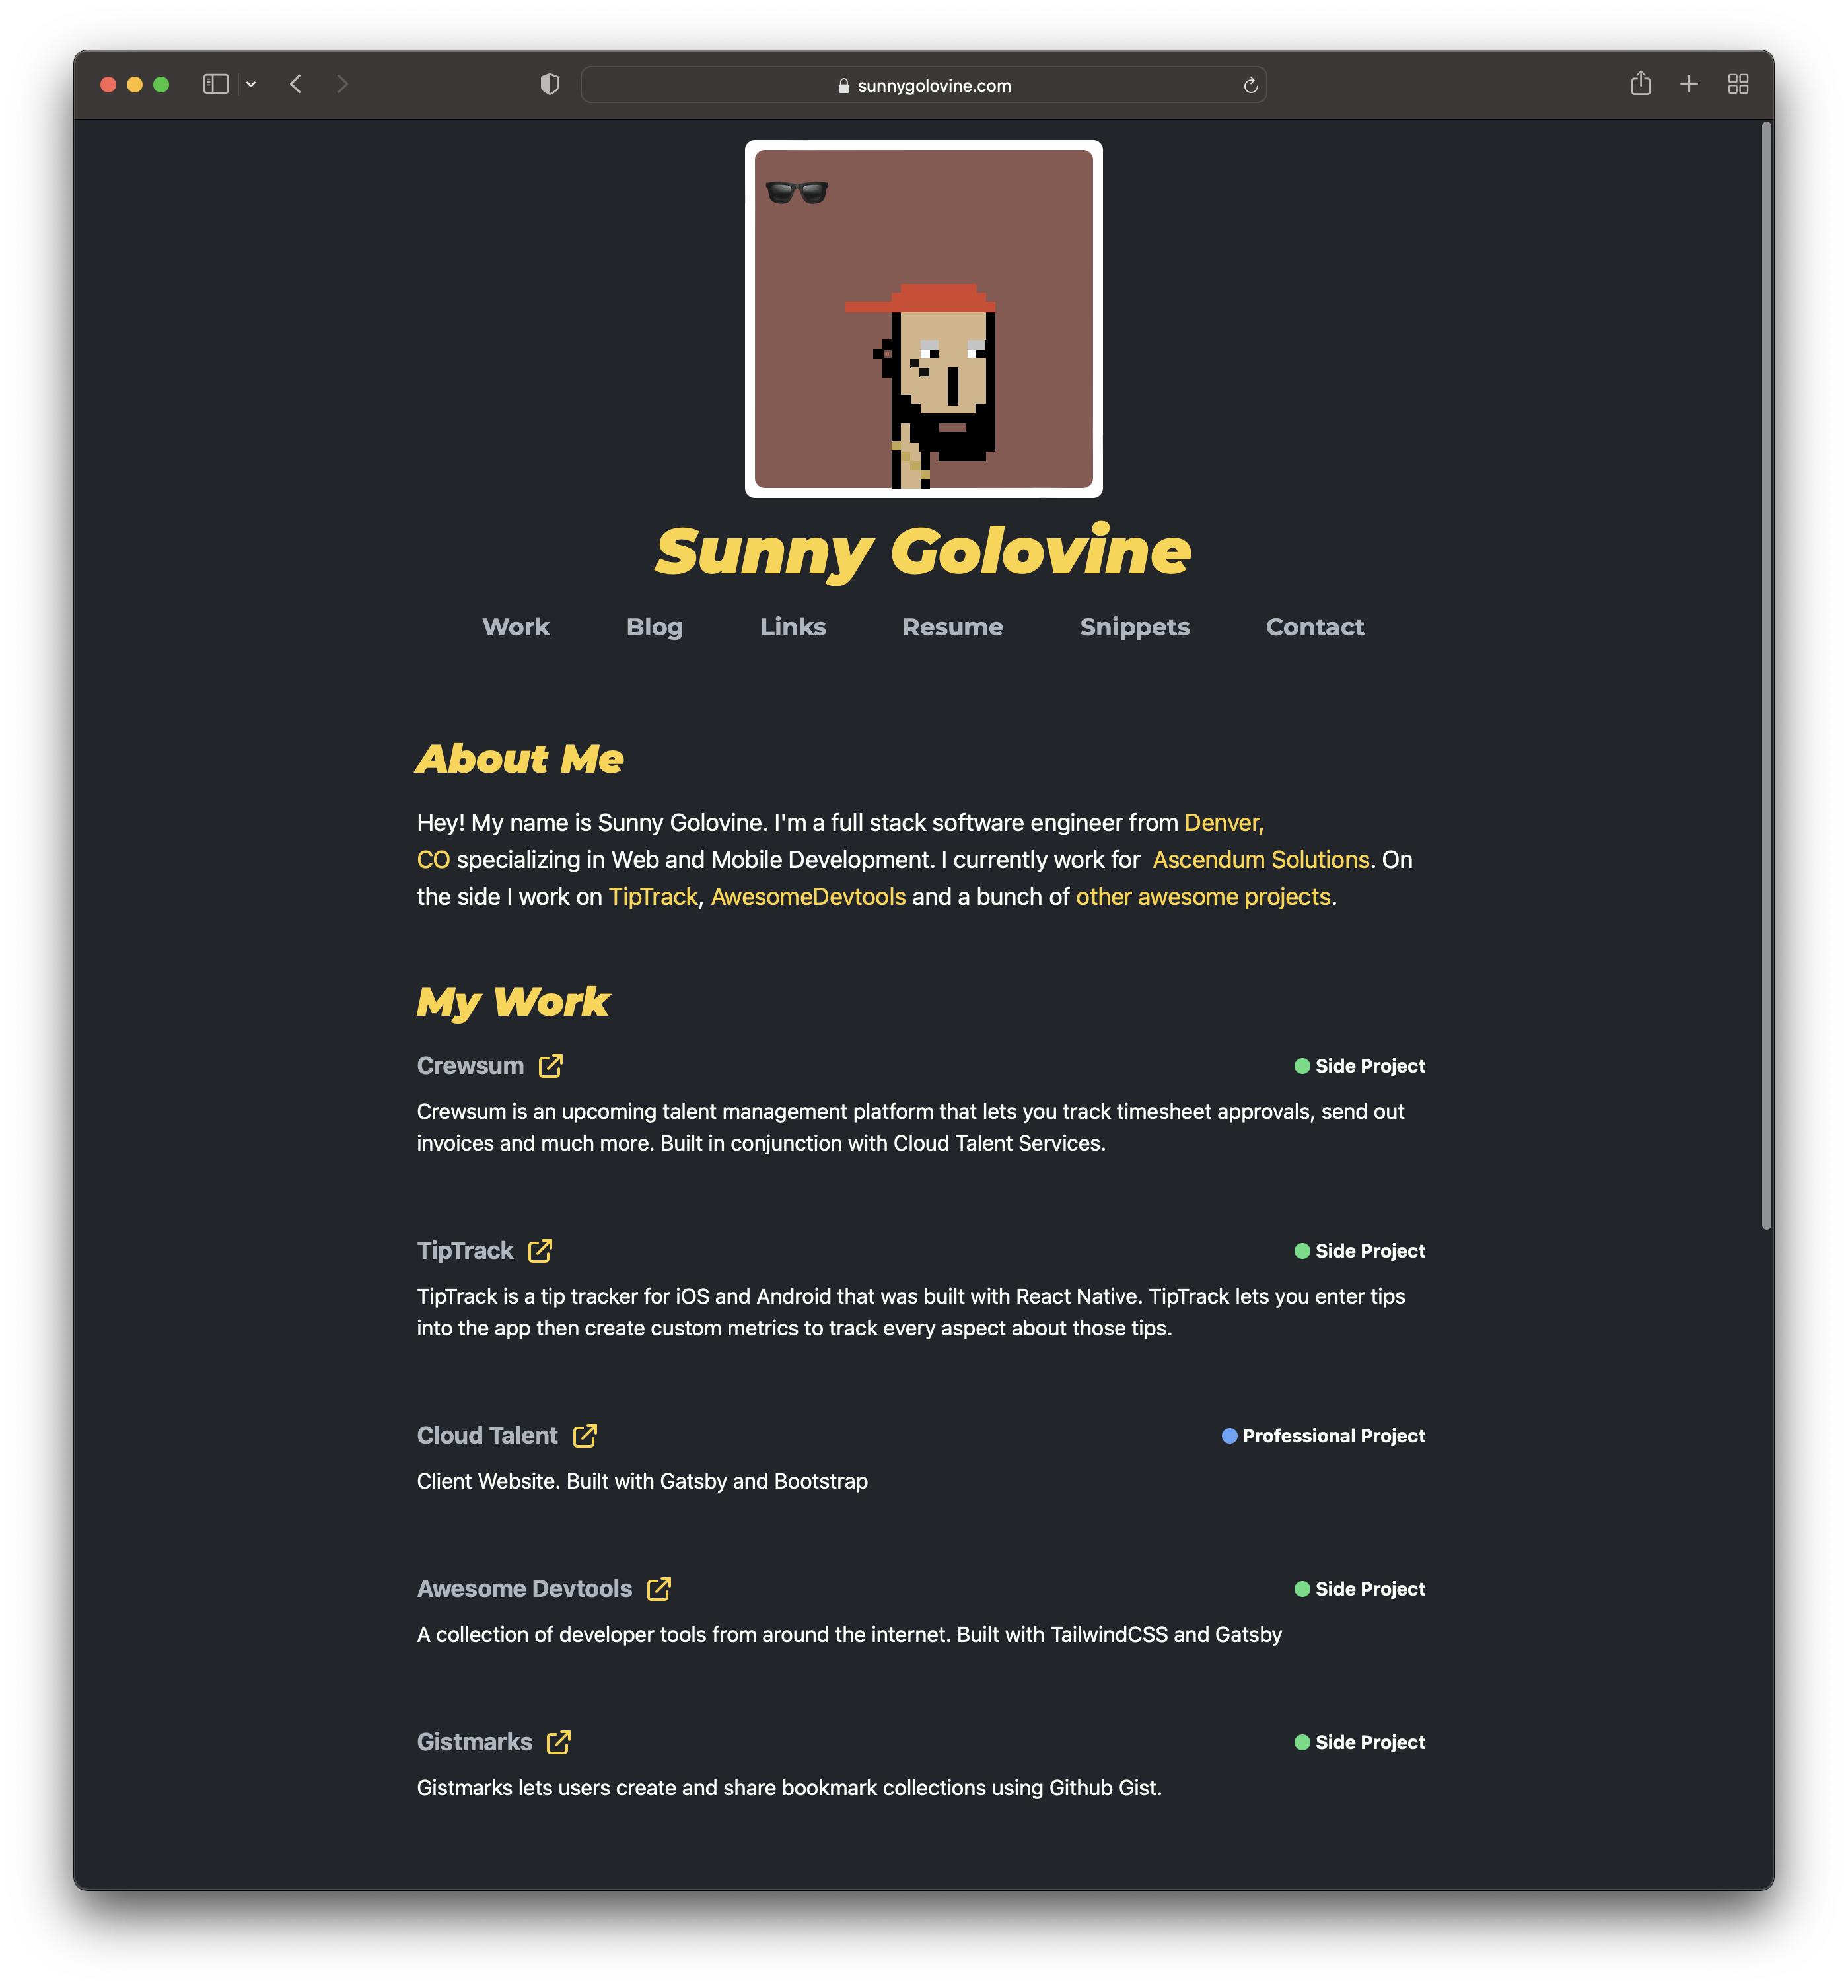 sunnygolovine.com
Sunny Golovine
Work Blog Links Resume Snippets Contact
About Me
Hey! My name is Sunny Golovine. I'm a full stack software engineer from Denver,
CO specializing in Web and Mobile Development. I currently work for Ascendum Solutions. On
the side I work on TipTrack, AwesomeDevtools and a bunch of other awesome projects.
My Work
Crewsum
Side Project
Crewsum is an upcoming talent management platform that lets you track timesheet approvals, send out
invoices and much more. Built in conjunction with Cloud Talent Services.
TipTrack
Side Project
TipTrack is a tip tracker for iOS and Android that was built with React Native. TipTrack lets you enter tips
into the app then create custom metrics to track every aspect about those tips.
Cloud Talent
Professional Project
Client Website. Built with Gatsby and Bootstrap
Awesome Devtools
Side Project
A collection of developer tools from around the internet. Built with TailwindCSS and Gatsby
Gistmarks
Side Project
Gistmarks lets users create and share bookmark collections using Github Gist.